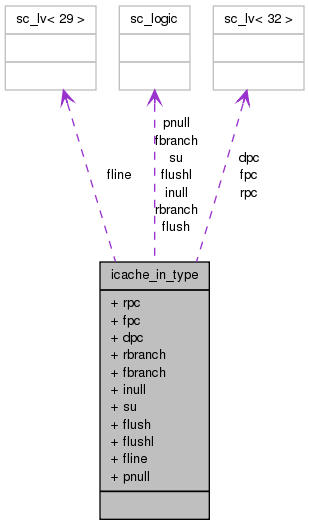 sc_lv< 29 >
sc_logic
sc_lv< 32 >
fline
pnull
fbranch
su
flushl
inull
rbranch
flush
dpc
fpc
rpc
icache_in_type
+ rpc
+ fpc
+ dpc
+ rbranch
+ fbranch
+ inull
+ su
+ flush
+ flushl
+ fline
+ pnull